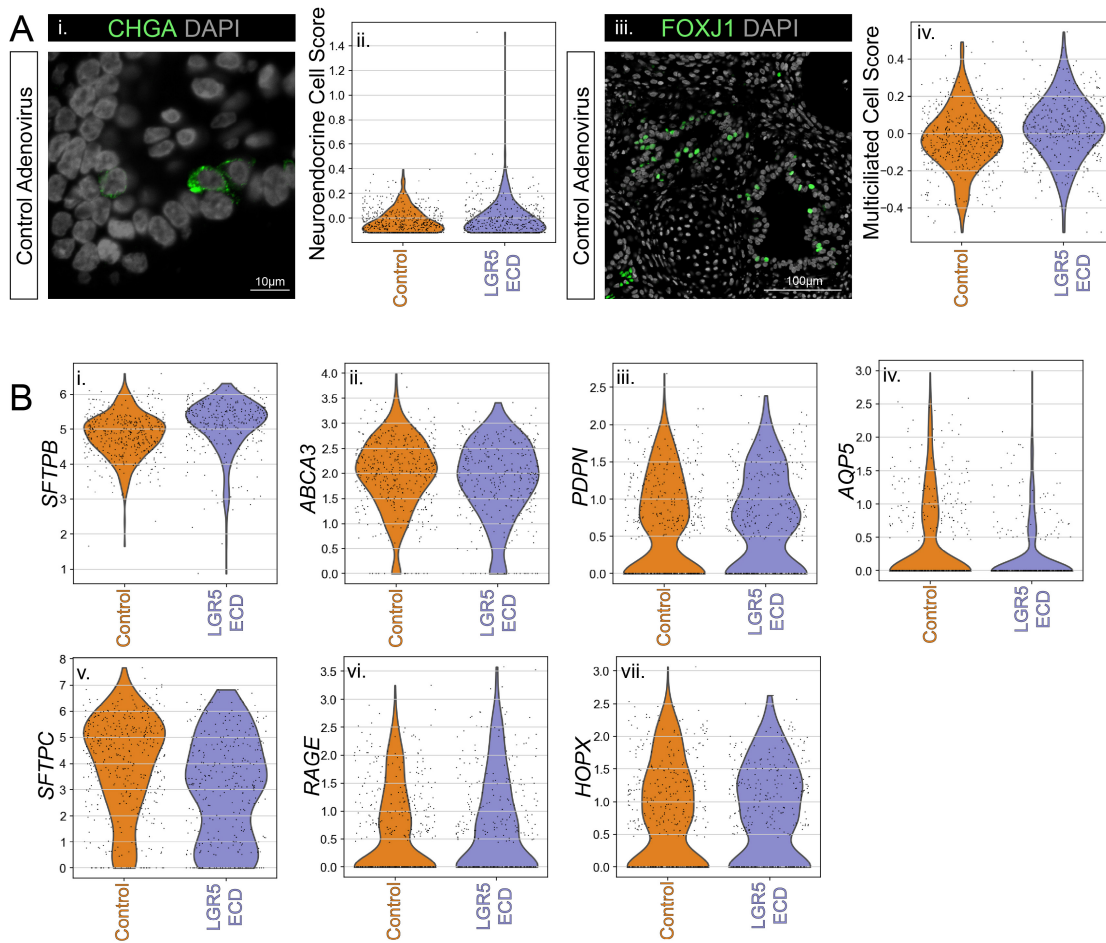 A
i. CHGA DAPI
Control Adenovirus
10µm
ii.
Neuroendocrine Cell Score
1.4
1.2
1.0
0.8
0.6
0.4
0.2
0.0
Control
LGR5 ECD
iii. FOXJ1 DAPI
Control Adenovirus
100µm
iv.
Multiciliated Cell Score
0.4
0.2
0.0
−0.2
−0.4
Control
LGR5 ECD
B
i.
SFTPB
6
5
4
3
2
1
Control
LGR5 ECD
ii.
ABCA3
4.0
3.5
3.0
2.5
2.0
1.5
1.0
0.5
0.0
Control
LGR5 ECD
iii.
PDPN
2.5
2.0
1.5
1.0
0.5
0.0
Control
LGR5 ECD
iv.
AQP5
3.0
2.5
2.0
1.5
1.0
0.5
0.0
Control
LGR5 ECD
v.
SFTPC
8
7
6
5
4
3
2
1
0
Control
LGR5 ECD
vi.
RAGE
3.5
3.0
2.5
2.0
1.5
1.0
0.5
0.0
Control
LGR5 ECD
vii.
HOPX
3.0
2.5
2.0
1.5
1.0
0.5
0.0
Control
LGR5 ECD